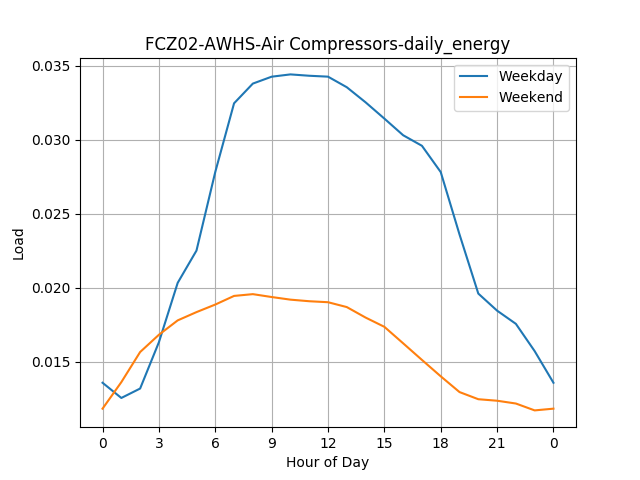 FCZ02-AWHS-Air Compressors-daily_energy
Weekday
Weekend
Load
0.035
0.030
0.025
0.020
0.015
0 3 6 9 12 15 18 21 0
Hour of Day